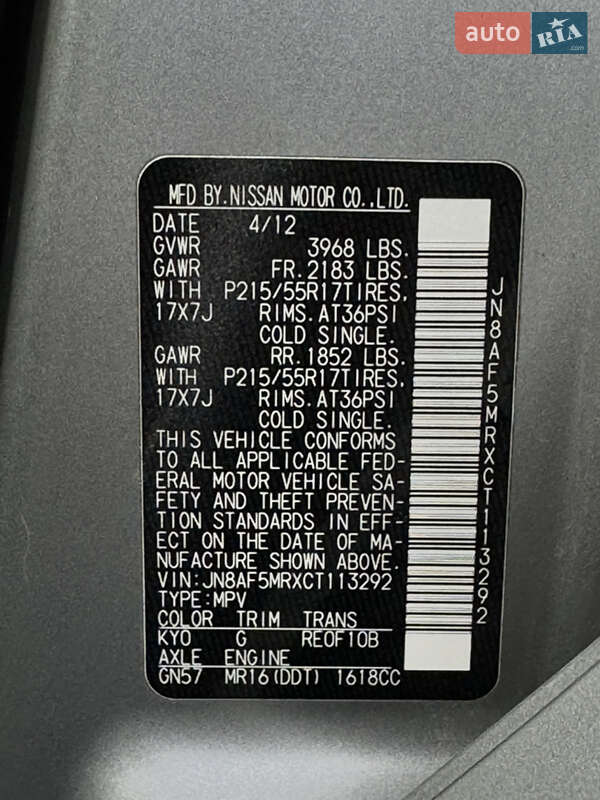 auto RIA
.com
MFD BY.NISSAN MOTOR CO.,LTD.
DATE 4/12
GVWR 3968 LBS.
GAWR FR.2183 LBS.
WITH P215/55R17TIRES,
17X7J RIMS.AT36PSI
COLD SINGLE.
GAWR RR.1852 LBS.
WITH P215/55R17TIRES,
17X7J RIMS.AT36PSI
COLD SINGLE.
THIS VEHICLE CONFORMS
TO ALL APPLICABLE FED-
ERAL MOTOR VEHICLE SA-
FETY AND THEFT PREVEN-
TION STANDARDS IN EFF-
ECT ON THE DATE OF MA-
NUFACTURE SHOWN ABOVE.
VIN:JN8AF5MRXCT113292
TYPE:MPV
COLOR TRIM TRANS
KYO G RE0F10B
AXLE ENGINE
GN57 MR16(DDT) 1618CC
JN8AF5MRXCT113292